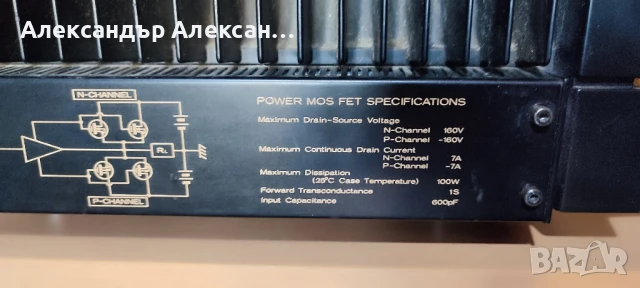 Александър Алексан...
N-CHANNEL
RL
P-CHANNEL
POWER MOS FET SPECIFICATIONS
Maximum Drain-Source Voltage
N-Channel 160V
P-Channel -160V
Maximum Continuous Drain Current
N-Channel 7A
P-Channel -7A
Maximum Dissipation
(25°C Case Temperature) 100W
Forward Transconductance 1S
Input Capacitance 600pF
BAZAR